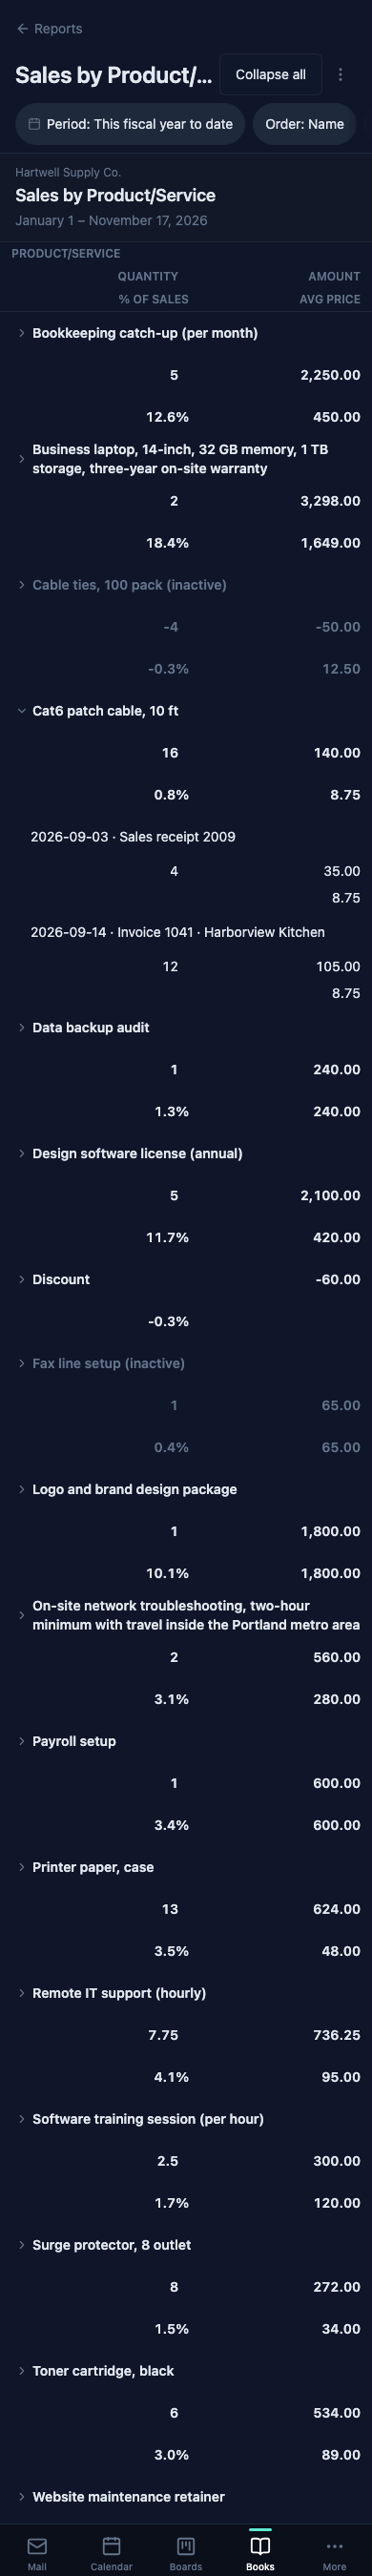 Reports
Sales by Product/...
Collapse all
Period: This fiscal year to date
Order: Name
Hartwell Supply Co.
Sales by Product/Service
January 1 – November 17, 2026
PRODUCT/SERVICE
QUANTITY AMOUNT
% OF SALES AVG PRICE
Bookkeeping catch-up (per month)
5 2,250.00
12.6% 450.00
Business laptop, 14-inch, 32 GB memory, 1 TB
storage, three-year on-site warranty
2 3,298.00
18.4% 1,649.00
Cable ties, 100 pack (inactive)
-4 -50.00
-0.3% 12.50
Cat6 patch cable, 10 ft
16 140.00
0.8% 8.75
2026-09-03 · Sales receipt 2009
4 35.00
8.75
2026-09-14 · Invoice 1041 · Harborview Kitchen
12 105.00
8.75
Data backup audit
1 240.00
1.3% 240.00
Design software license (annual)
5 2,100.00
11.7% 420.00
Discount -60.00
-0.3%
Fax line setup (inactive)
1 65.00
0.4% 65.00
Logo and brand design package
1 1,800.00
10.1% 1,800.00
On-site network troubleshooting, two-hour
minimum with travel inside the Portland metro area
2 560.00
3.1% 280.00
Payroll setup
1 600.00
3.4% 600.00
Printer paper, case
13 624.00
3.5% 48.00
Remote IT support (hourly)
7.75 736.25
4.1% 95.00
Software training session (per hour)
2.5 300.00
1.7% 120.00
Surge protector, 8 outlet
8 272.00
1.5% 34.00
Toner cartridge, black
6 534.00
3.0% 89.00
Website maintenance retainer
Mail Calendar Boards Books More